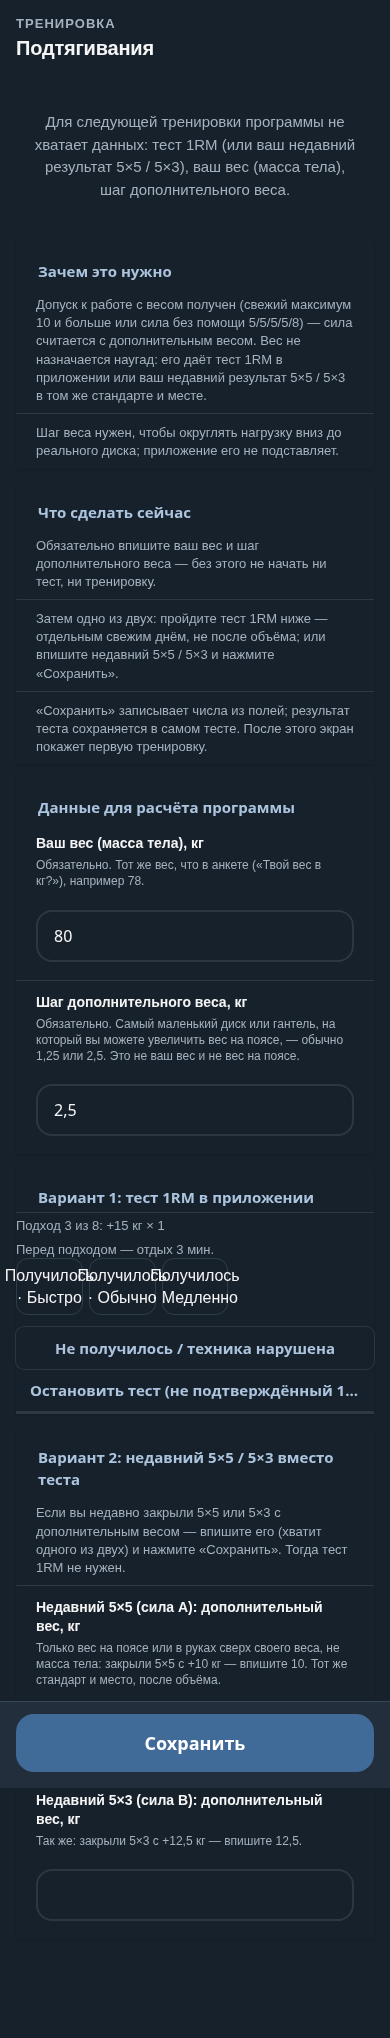 ТРЕНИРОВКА
Подтягивания
Для следующей тренировки программы не
хватает данных: тест 1RM (или ваш недавний
результат 5×5 / 5×3), ваш вес (масса тела),
шаг дополнительного веса.
Зачем это нужно
Допуск к работе с весом получен (свежий максимум
10 и больше или сила без помощи 5/5/5/5/8) — сила
считается с дополнительным весом. Вес не
назначается наугад: его даёт тест 1RM в
приложении или ваш недавний результат 5×5 / 5×3
в том же стандарте и месте.
Шаг веса нужен, чтобы округлять нагрузку вниз до
реального диска; приложение его не подставляет.
Что сделать сейчас
Обязательно впишите ваш вес и шаг
дополнительного веса — без этого не начать ни
тест, ни тренировку.
Затем одно из двух: пройдите тест 1RM ниже —
отдельным свежим днём, не после объёма; или
впишите недавний 5×5 / 5×3 и нажмите
«Сохранить».
«Сохранить» записывает числа из полей; результат
теста сохраняется в самом тесте. После этого экран
покажет первую тренировку.
Данные для расчёта программы
Ваш вес (масса тела), кг
Обязательно. Тот же вес, что в анкете («Твой вес в
кг?»), например 78.
80
Шаг дополнительного веса, кг
Обязательно. Самый маленький диск или гантель, на
который вы можете увеличить вес на поясе, — обычно
1,25 или 2,5. Это не ваш вес и не вес на поясе.
2,5
Вариант 1: тест 1RM в приложении
Подход 3 из 8: +15 кг × 1
Перед подходом — отдых 3 мин.
Получилось
· Быстро
Получилось
· Обычно
Получилось
· Медленно
Не получилось / техника нарушена
Остановить тест (не подтверждённый 1...
Вариант 2: недавний 5×5 / 5×3 вместо
теста
Если вы недавно закрыли 5×5 или 5×3 с
дополнительным весом — впишите его (хватит
одного из двух) и нажмите «Сохранить». Тогда тест
1RM не нужен.
Недавний 5×5 (сила A): дополнительный
вес, кг
Только вес на поясе или в руках сверх своего веса, не
масса тела: закрыли 5×5 с +10 кг — впишите 10. Тот же
стандарт и место, после объёма.
Сохранить
Недавний 5×3 (сила B): дополнительный
вес, кг
Так же: закрыли 5×3 с +12,5 кг — впишите 12,5.